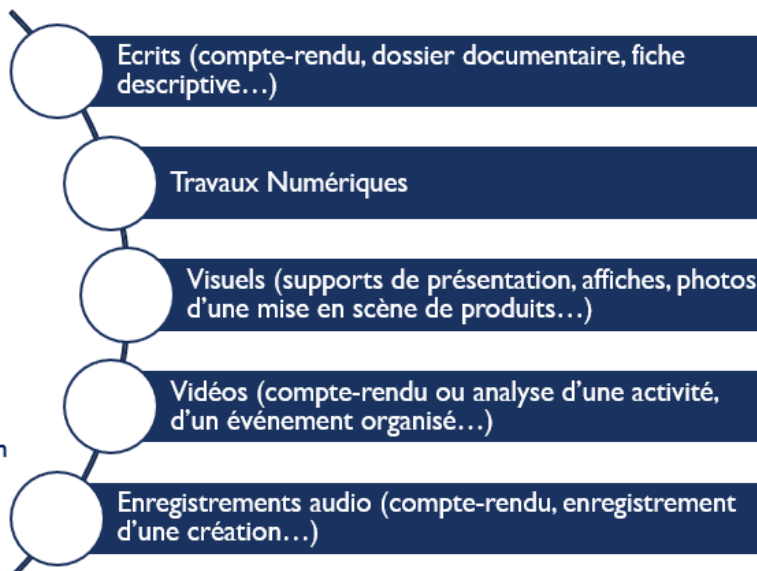 Ecrits (compte-rendu, dossier documentaire, fiche
descriptive…)
Travaux Numériques
Visuels (supports de présentation, affiches, photos
d'une mise en scène de produits…)
Vidéos (compte-rendu ou analyse d'une activité,
d'un événement organisé…)
Enregistrements audio (compte-rendu, enregistrement
d'une création…)